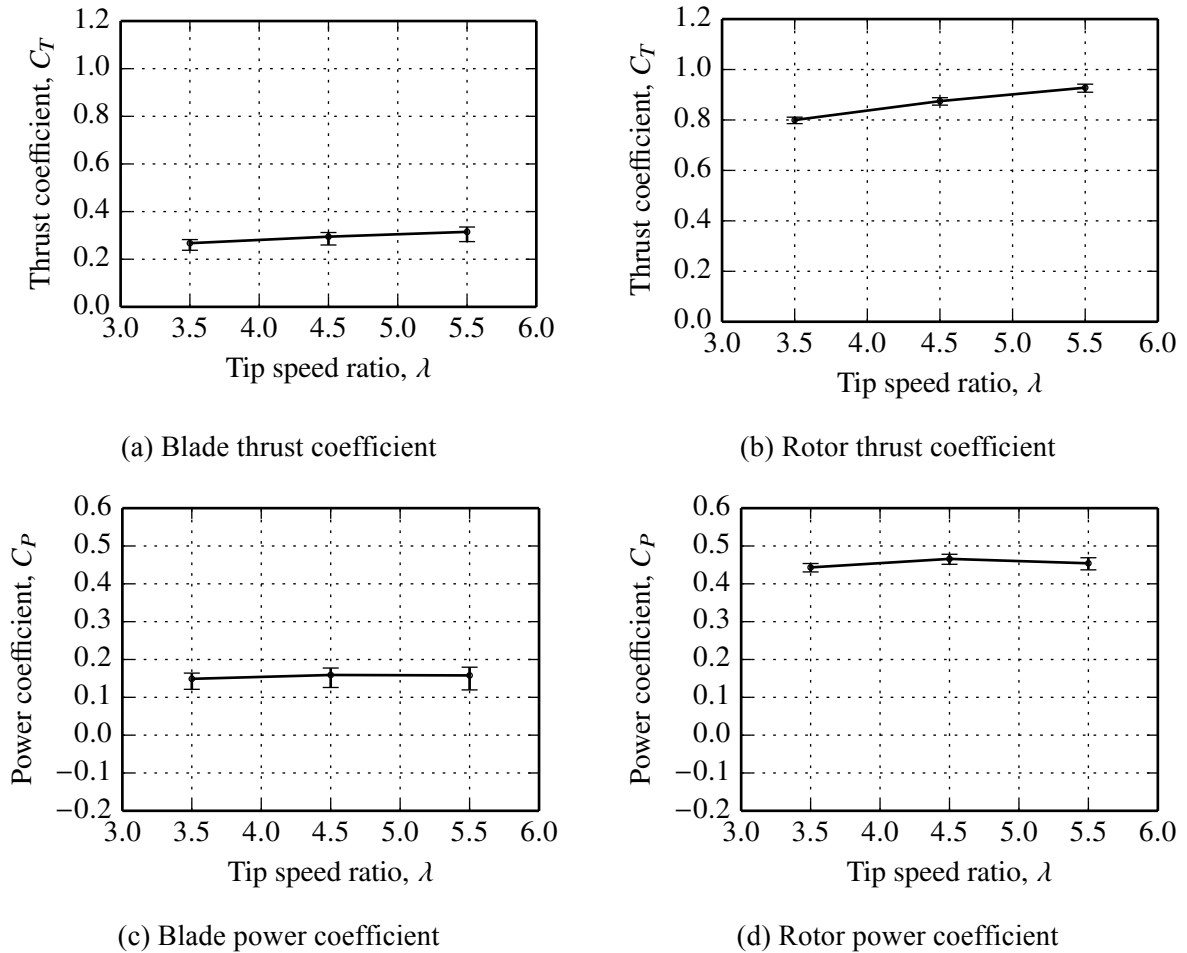 1.2
1.0
0.8
0.6
0.4
0.2
0.0
Thrust coefficient, C_T
3.0 3.5 4.0 4.5 5.0 5.5 6.0
Tip speed ratio, λ
(a) Blade thrust coefficient
1.2
1.0
0.8
0.6
0.4
0.2
0.0
Thrust coefficient, C_T
3.0 3.5 4.0 4.5 5.0 5.5 6.0
Tip speed ratio, λ
(b) Rotor thrust coefficient
0.6
0.5
0.4
0.3
0.2
0.1
0.0
−0.1
−0.2
Power coefficient, C_P
3.0 3.5 4.0 4.5 5.0 5.5 6.0
Tip speed ratio, λ
(c) Blade power coefficient
0.6
0.5
0.4
0.3
0.2
0.1
0.0
−0.1
−0.2
Power coefficient, C_P
3.0 3.5 4.0 4.5 5.0 5.5 6.0
Tip speed ratio, λ
(d) Rotor power coefficient